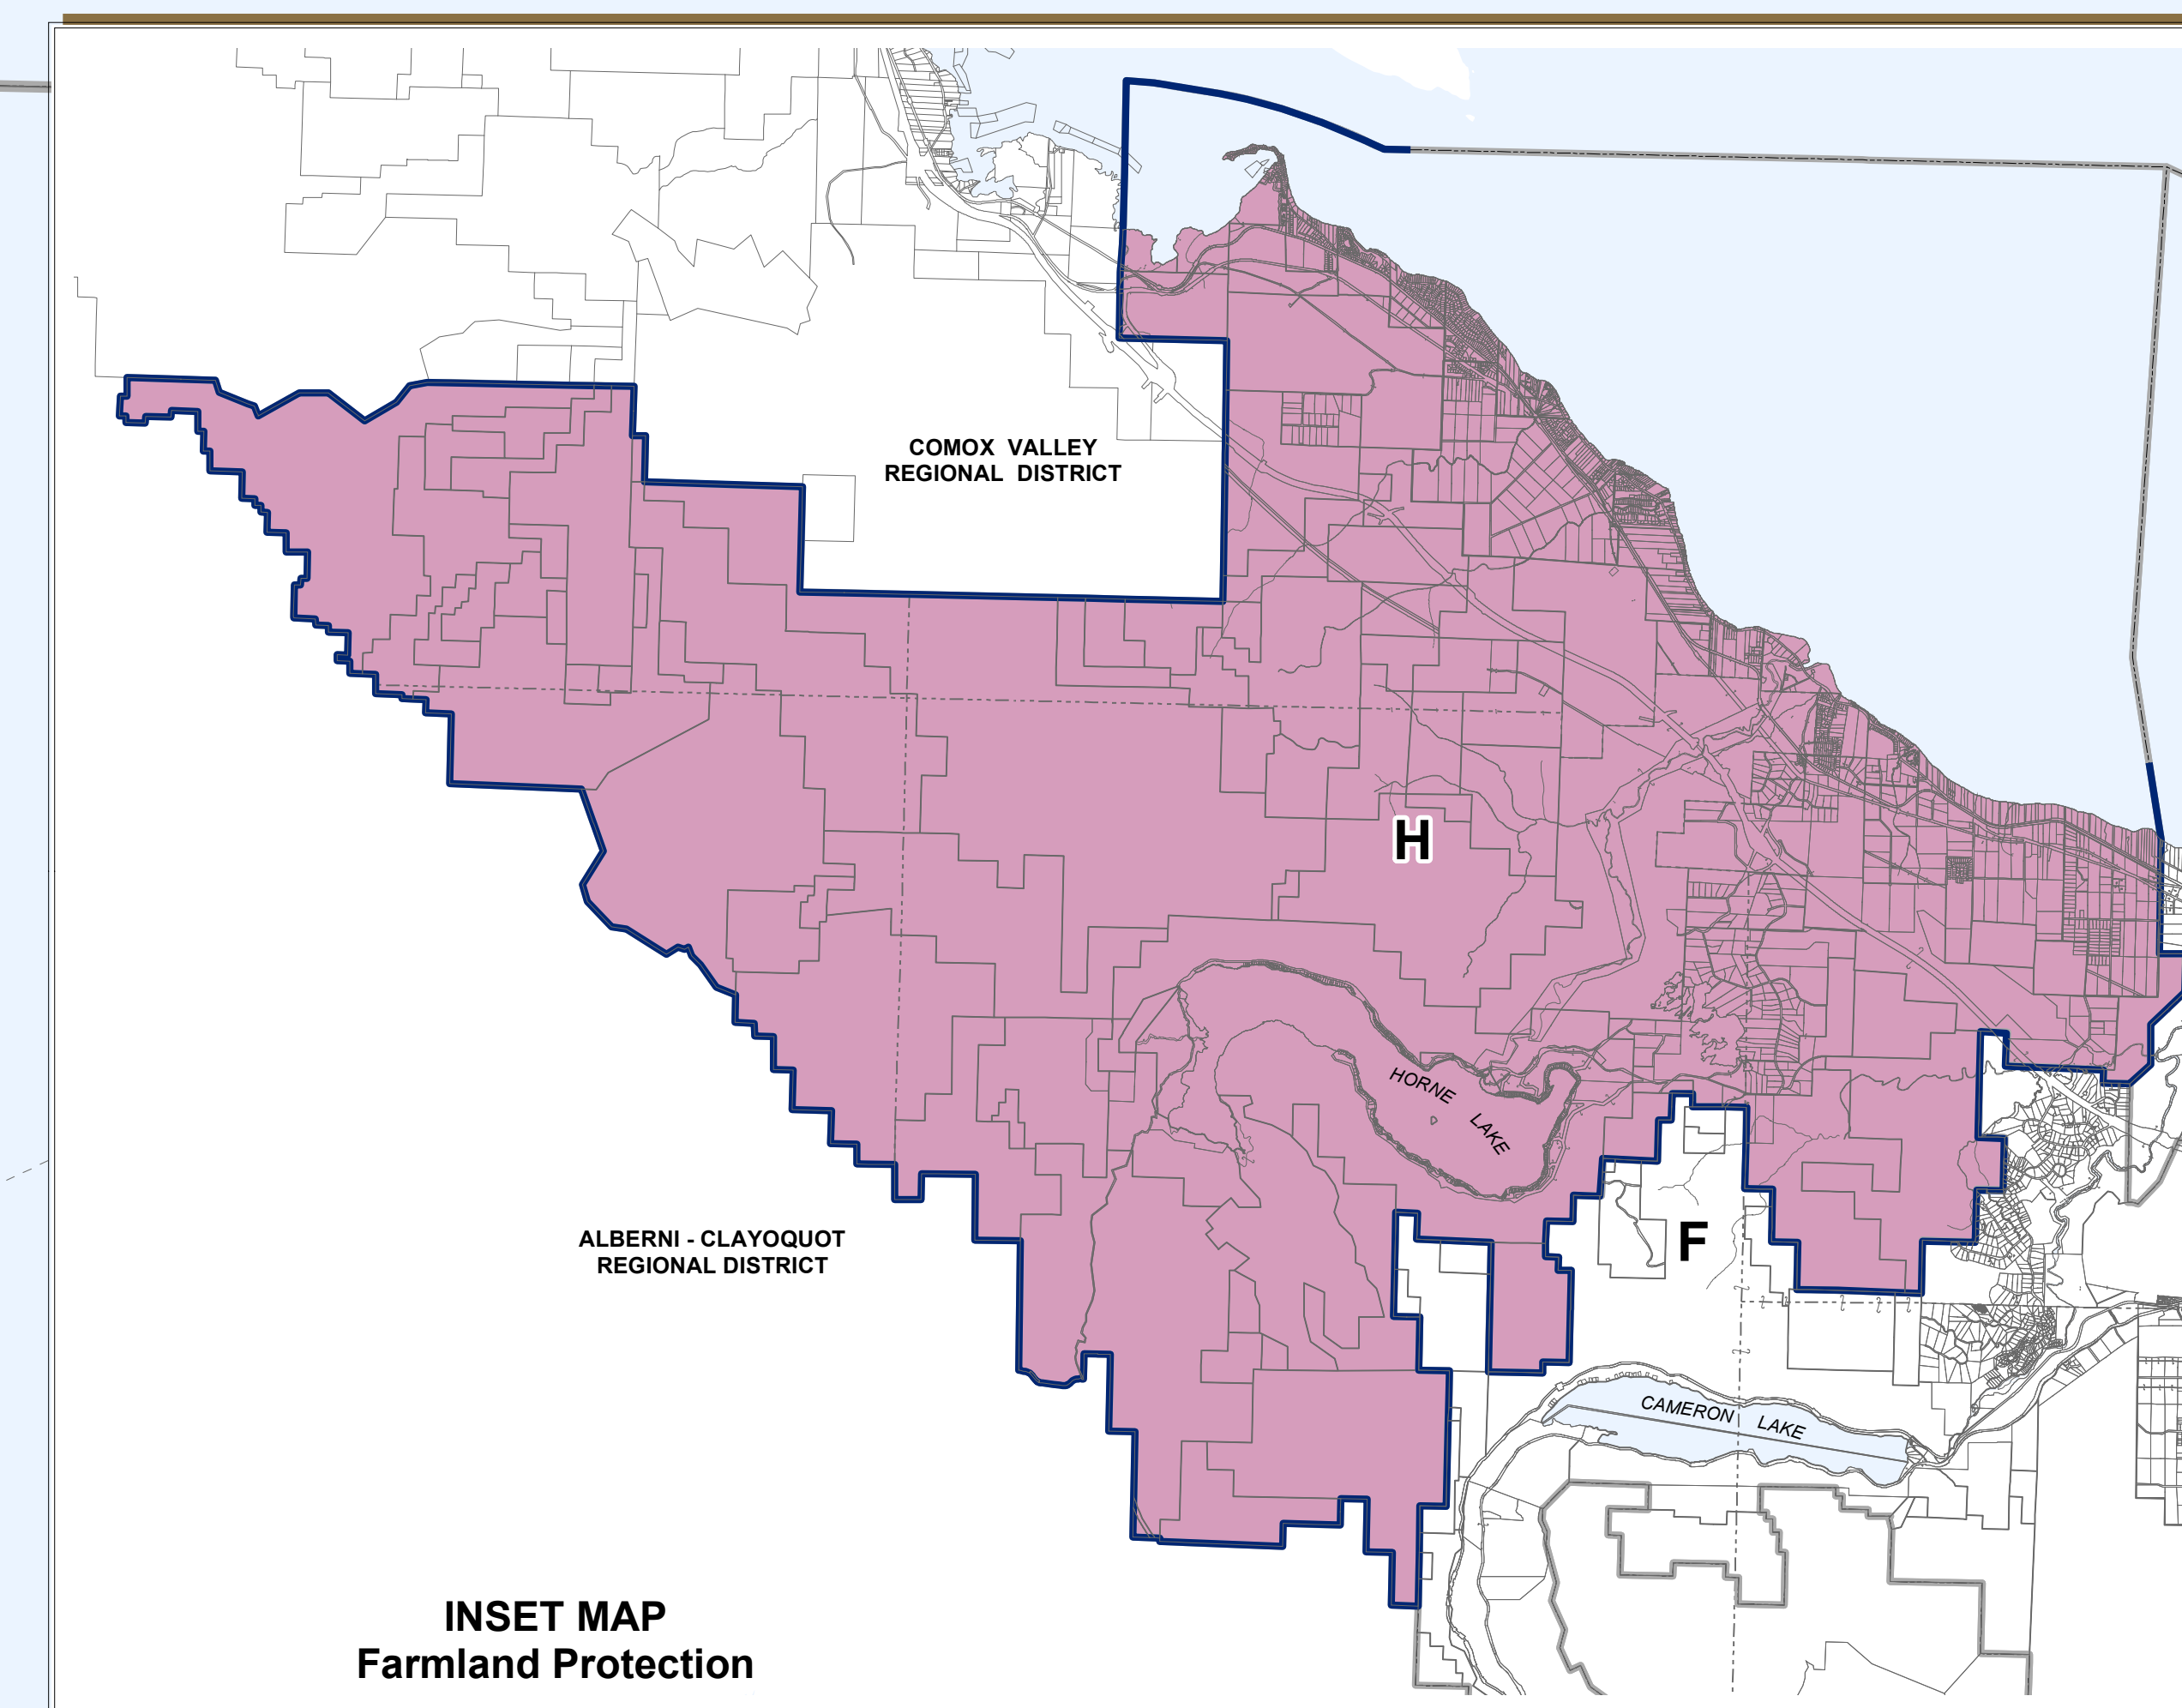 COMOX VALLEY
REGIONAL DISTRICT
H
HORNE
LAKE
ALBERNI - CLAYOQUOT
REGIONAL DISTRICT
F
CAMERON LAKE
INSET MAP
Farmland Protection